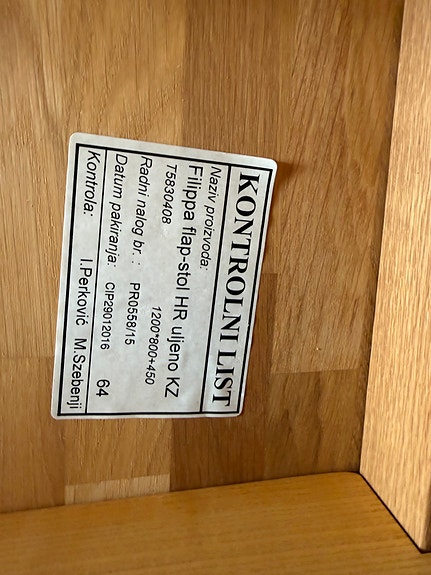 KONTROLNI LIST
Naziv proizvoda:
Filippa flap-stol HR uljeno KZ
T5830408 1200*800+450
Radni nalog br. : PR0558/15
Datum pakiranja: CIP29012016 64
Kontrola: I.Perković M.Szebenji